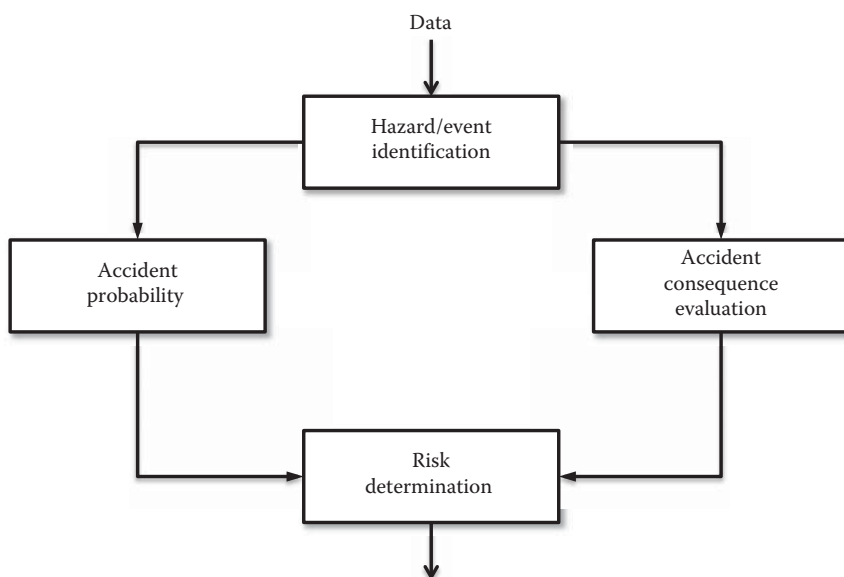 Data
Hazard/event
identification
Accident
probability
Accident
consequence
evaluation
Risk
determination